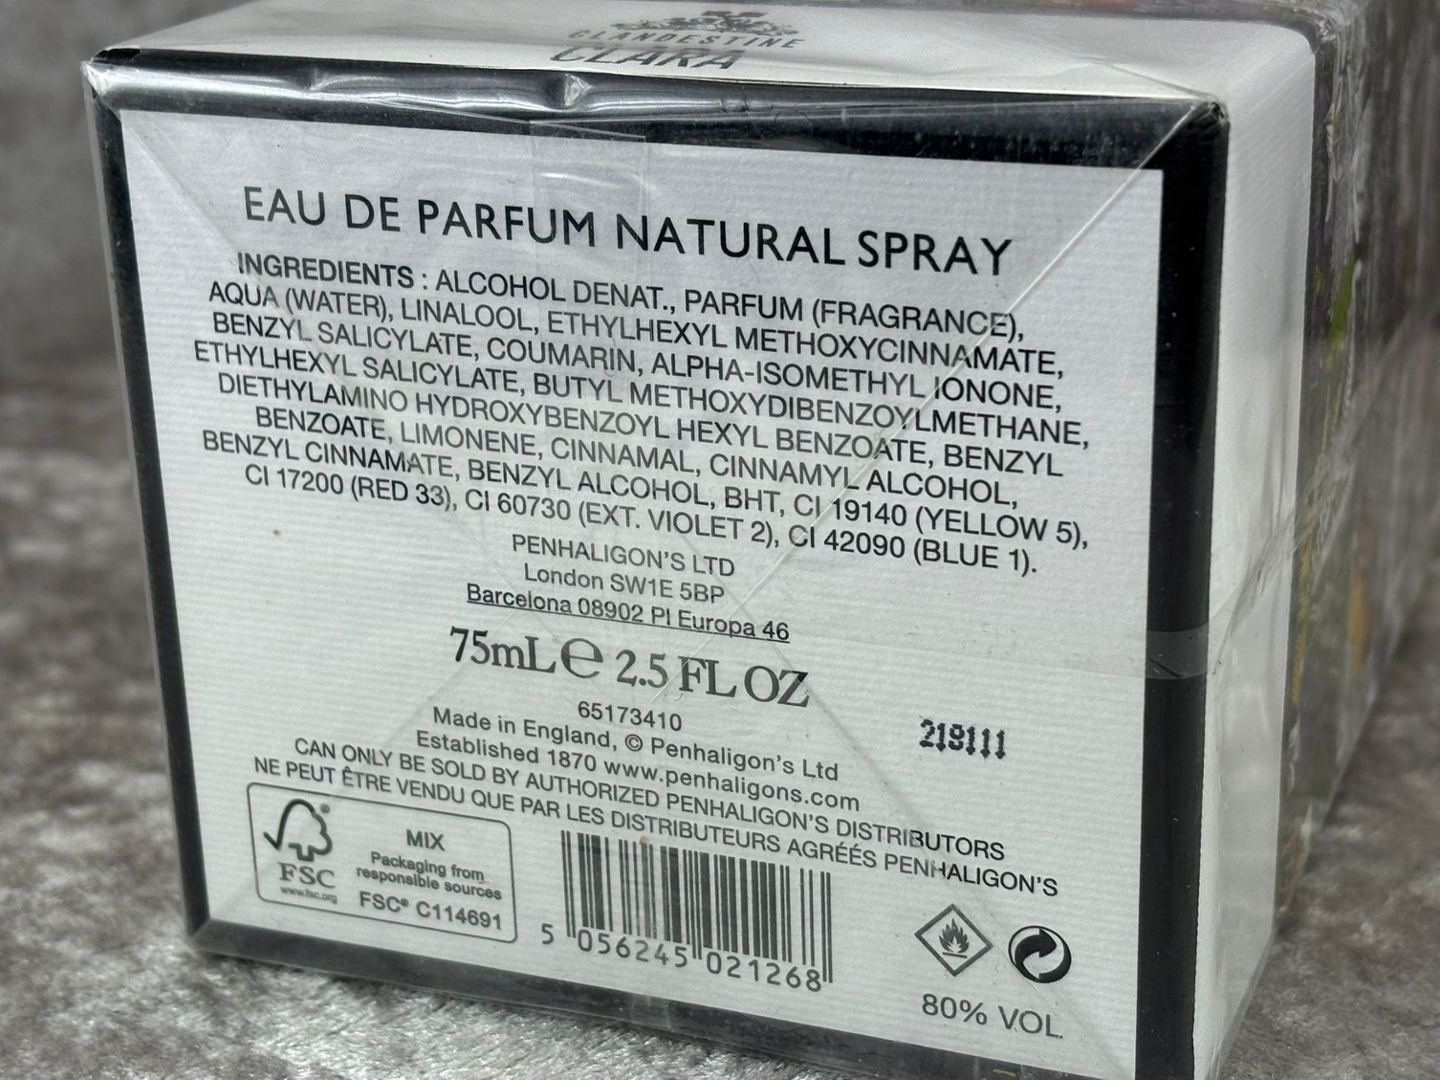 CLANDESTINE
CLARA
EAU DE PARFUM NATURAL SPRAY
INGREDIENTS : ALCOHOL DENAT., PARFUM (FRAGRANCE),
AQUA (WATER), LINALOOL, ETHYLHEXYL METHOXYCINNAMATE,
BENZYL SALICYLATE, COUMARIN, ALPHA-ISOMETHYL IONONE,
ETHYLHEXYL SALICYLATE, BUTYL METHOXYDIBENZOYLMETHANE,
DIETHYLAMINO HYDROXYBENZOYL HEXYL BENZOATE, BENZYL
BENZOATE, LIMONENE, CINNAMAL, CINNAMYL ALCOHOL,
BENZYL CINNAMATE, BENZYL ALCOHOL, BHT, CI 19140 (YELLOW 5),
CI 17200 (RED 33), CI 60730 (EXT. VIOLET 2), CI 42090 (BLUE 1).
PENHALIGON'S LTD
London SW1E 5BP
Barcelona 08902 Pl Europa 46
75mL e 2.5 FL OZ
65173410
218111
Made in England, © Penhaligon's Ltd
Established 1870 www.penhaligons.com
CAN ONLY BE SOLD BY AUTHORIZED PENHALIGON'S DISTRIBUTORS
NE PEUT ÊTRE VENDU QUE PAR LES DISTRIBUTEURS AGRÉÉS PENHALIGON'S
FSC®
www.fsc.org
MIX
Packaging from
responsible sources
FSC® C114691
5 056245 021268
80% VOL.